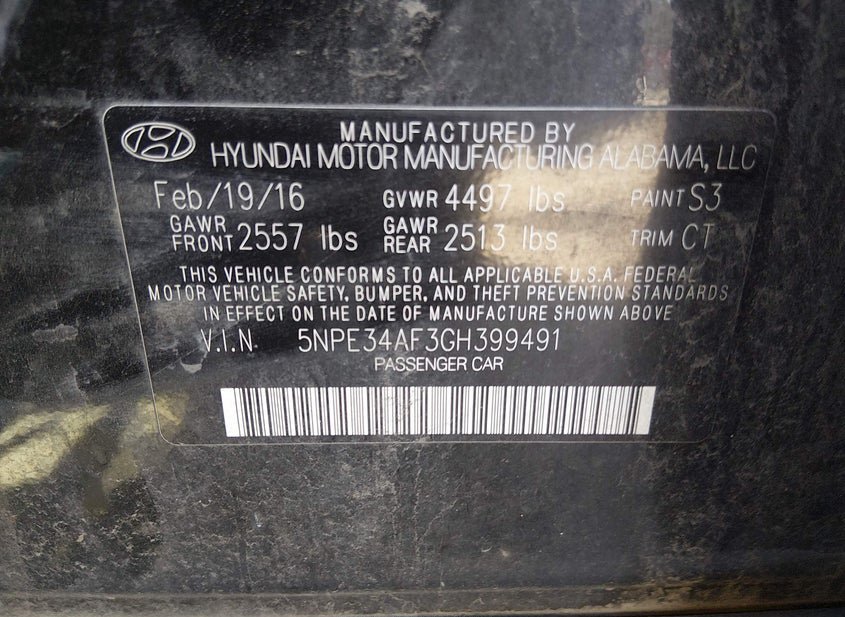 MANUFACTURED BY
HYUNDAI MOTOR MANUFACTURING ALABAMA, LLC
Feb/19/16 GVWR 4497 lbs PAINT S3
GAWR FRONT 2557 lbs GAWR REAR 2513 lbs TRIM CT
THIS VEHICLE CONFORMS TO ALL APPLICABLE U.S.A. FEDERAL
MOTOR VEHICLE SAFETY, BUMPER, AND THEFT PREVENTION STANDARDS
IN EFFECT ON THE DATE OF MANUFACTURE SHOWN ABOVE
V.I.N. 5NPE34AF3GH399491
PASSENGER CAR